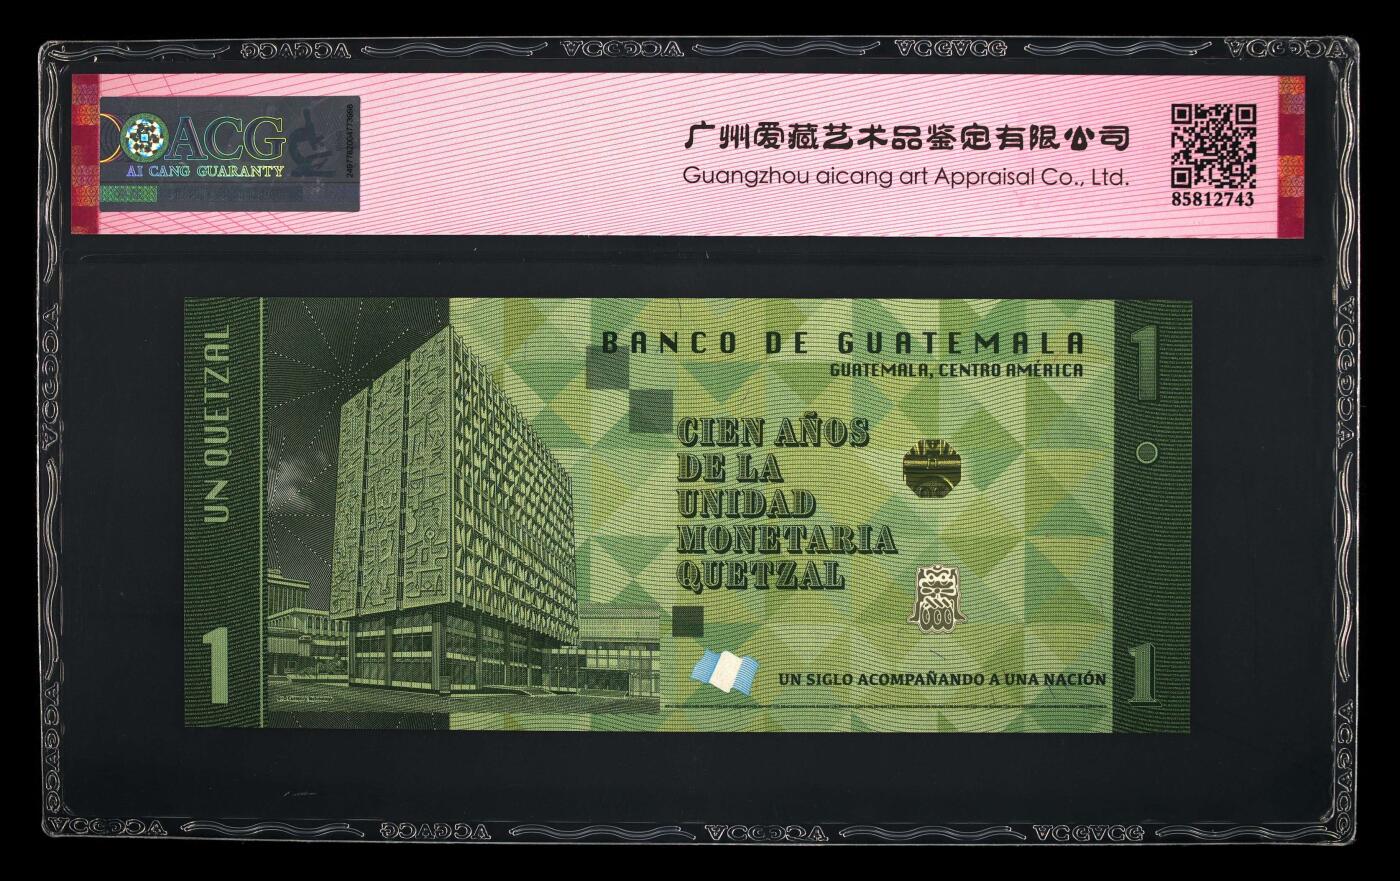 ACG
AI CANG GUARANTY
广州爱藏艺术品鉴定有限公司
Guangzhou aicang art Appraisal Co., Ltd.
85812743
UN QUETZAL
1
BANCO DE GUATEMALA
GUATEMALA, CENTRO AMÉRICA
CIEN AÑOS
DE LA
UNIDAD
MONETARIA
QUETZAL
UN SIGLO ACOMPAÑANDO A UNA NACIÓN
1
1